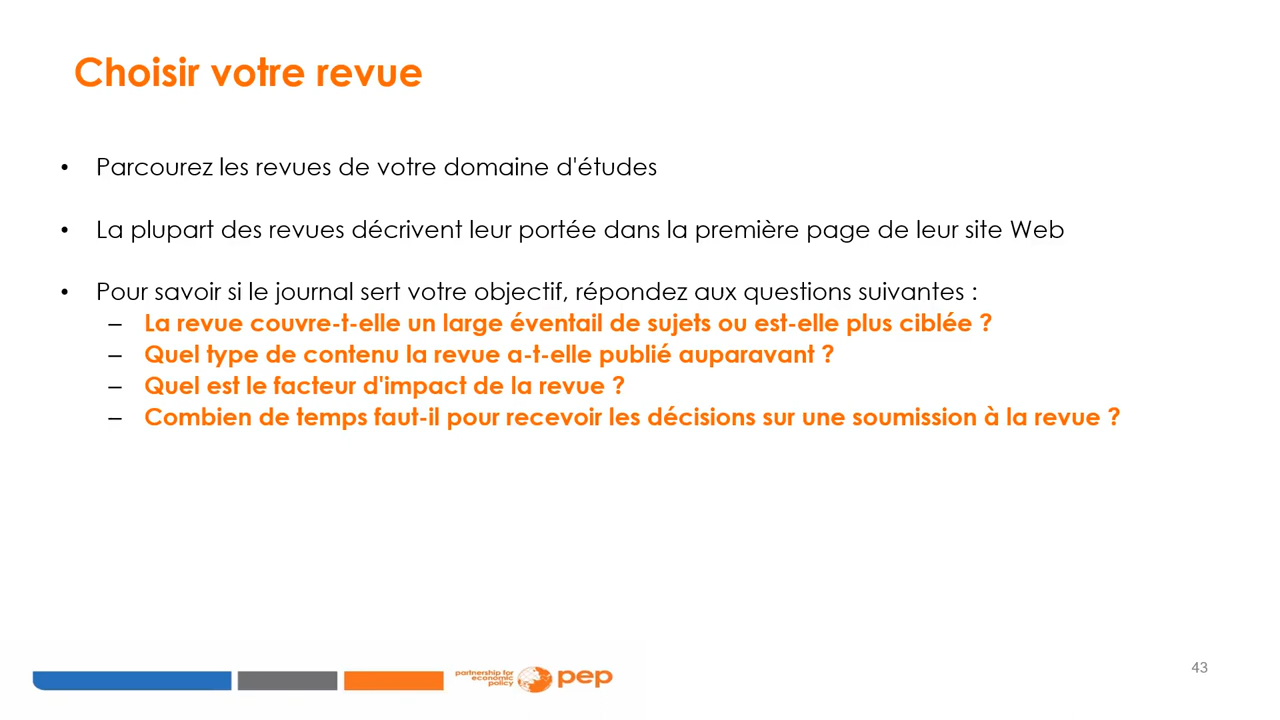 Choisir votre revue
• Parcourez les revues de votre domaine d'études
• La plupart des revues décrivent leur portée dans la première page de leur site Web
• Pour savoir si le journal sert votre objectif, répondez aux questions suivantes :
– La revue couvre-t-elle un large éventail de sujets ou est-elle plus ciblée ?
– Quel type de contenu la revue a-t-elle publié auparavant ?
– Quel est le facteur d'impact de la revue ?
– Combien de temps faut-il pour recevoir les décisions sur une soumission à la revue ?
partnership for
economic
policy
pep
43